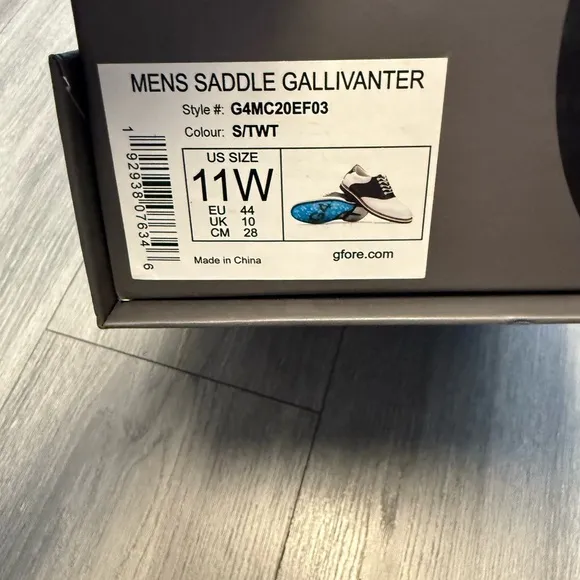 MENS SADDLE GALLIVANTER
Style #: G4MC20EF03
Colour: S/TWT
US SIZE
11W
EU 44
UK 10
CM 28
Made in China
gfore.com
1 92938 07634 6